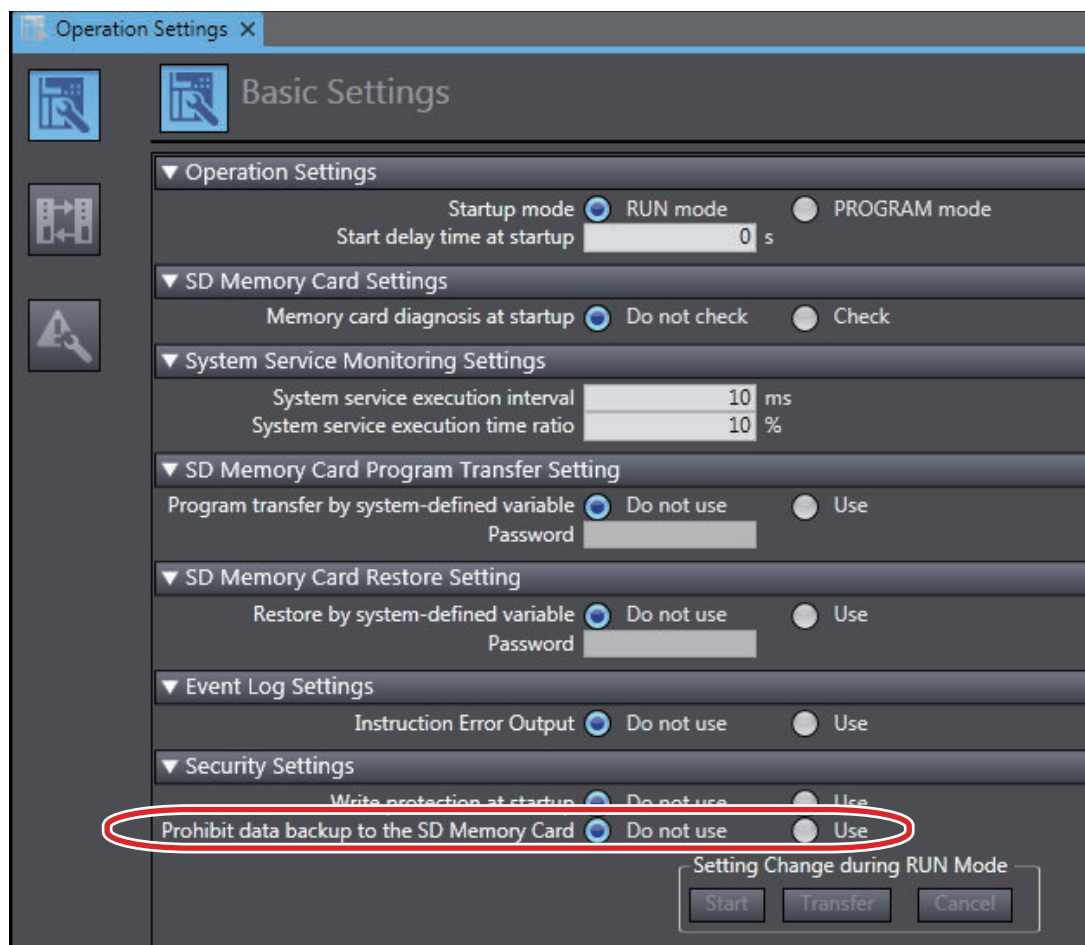 Operation Settings X
Basic Settings
Operation Settings
Startup mode RUN mode PROGRAM mode
Start delay time at startup 0 s
SD Memory Card Settings
Memory card diagnosis at startup Do not check Check
System Service Monitoring Settings
System service execution interval 10 ms
System service execution time ratio 10 %
SD Memory Card Program Transfer Setting
Program transfer by system-defined variable Do not use Use
Password
SD Memory Card Restore Setting
Restore by system-defined variable Do not use Use
Password
Event Log Settings
Instruction Error Output Do not use Use
Security Settings
Write protection at startup Do not use Use
Prohibit data backup to the SD Memory Card Do not use Use
Setting Change during RUN Mode
Start Transfer Cancel